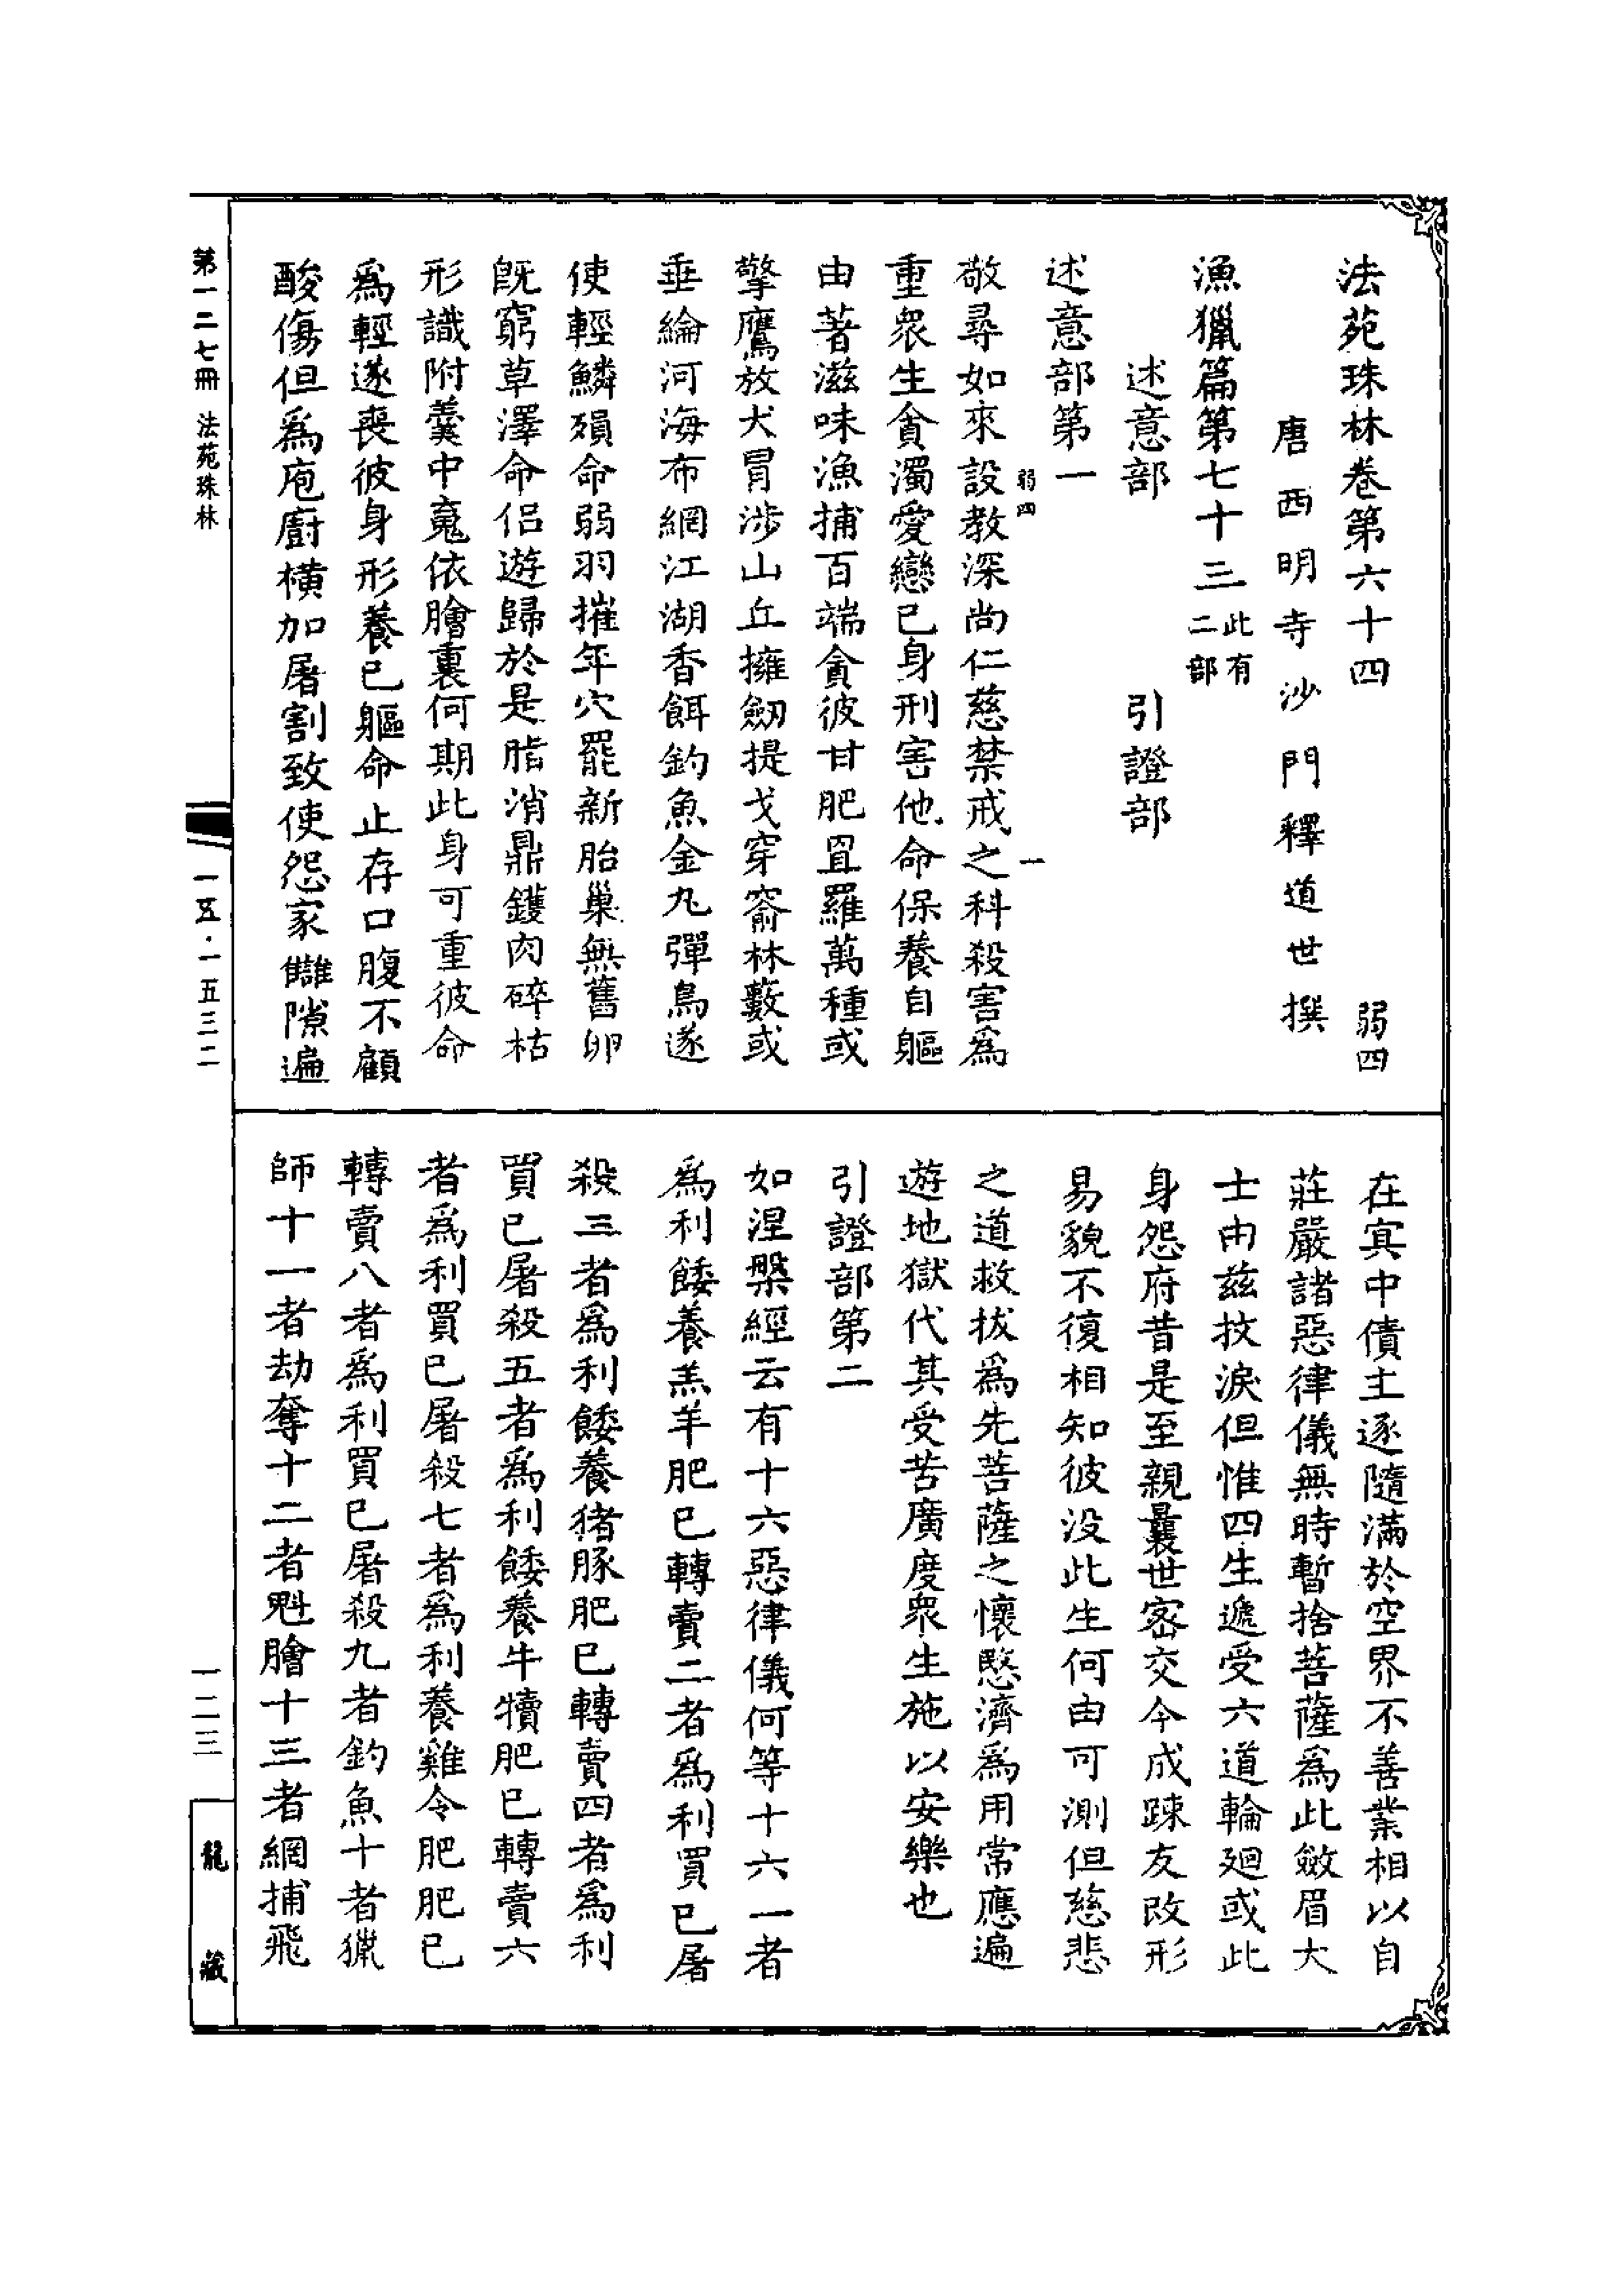 法苑珠林卷第六十四 弱四
唐西明寺沙門釋道世撰
漁獵篇第七十三此有二部
述意部 引證部
述意部第一
弱四 一
敬尋如來設教深尚仁慈禁戒之科殺害爲
重衆生貪濁愛戀已身刑害他命保養自軀
由著滋味漁捕百端貪彼甘肥罝羅萬種或
擎鷹放犬冐涉山丘擁劒提戈穿窬林藪或
垂綸河海布網江湖香餌釣魚金丸彈鳥遂
使輕鱗殞命弱羽摧年穴罷新胎巢無舊卵
旣窮草澤命侣遊歸於是脂消鼎鑊肉碎枯
形識附羹中䰟依膾裏何期此身可重彼命
爲輕遂喪彼身形養已軀命止存口腹不顧
酸傷但爲庖廚横加屠割致使怨家讎隙遍
在冥中債主逐隨滿於空界不善業相以自
莊嚴諸惡律儀無時暫捨菩薩爲此斂眉大
士由兹抆淚但惟四生遞受六道輪廻或此
身怨府昔是至親曩世密交今成踈友改形
易貌不復相知彼没此生何由可測但慈悲
之道救拔爲先菩薩之懷愍濟爲用常應遍
遊地獄代其受苦廣度衆生施以安樂也
引證部第二
如涅槃經云有十六惡律儀何等十六一者
爲利餧養羔羊肥已轉賣二者爲利買已屠
殺三者爲利餧養猪豚肥已轉賣四者爲利
買已屠殺五者爲利餧養牛犢肥已轉賣六
者爲利買已屠殺七者爲利養雞令肥肥已
轉賣八者爲利買已屠殺九者釣魚十者獵
師十一者劫奪十二者魁膾十三者網捕飛
第一二七冊 法苑珠林
一五·一五三二
一二三
龍藏